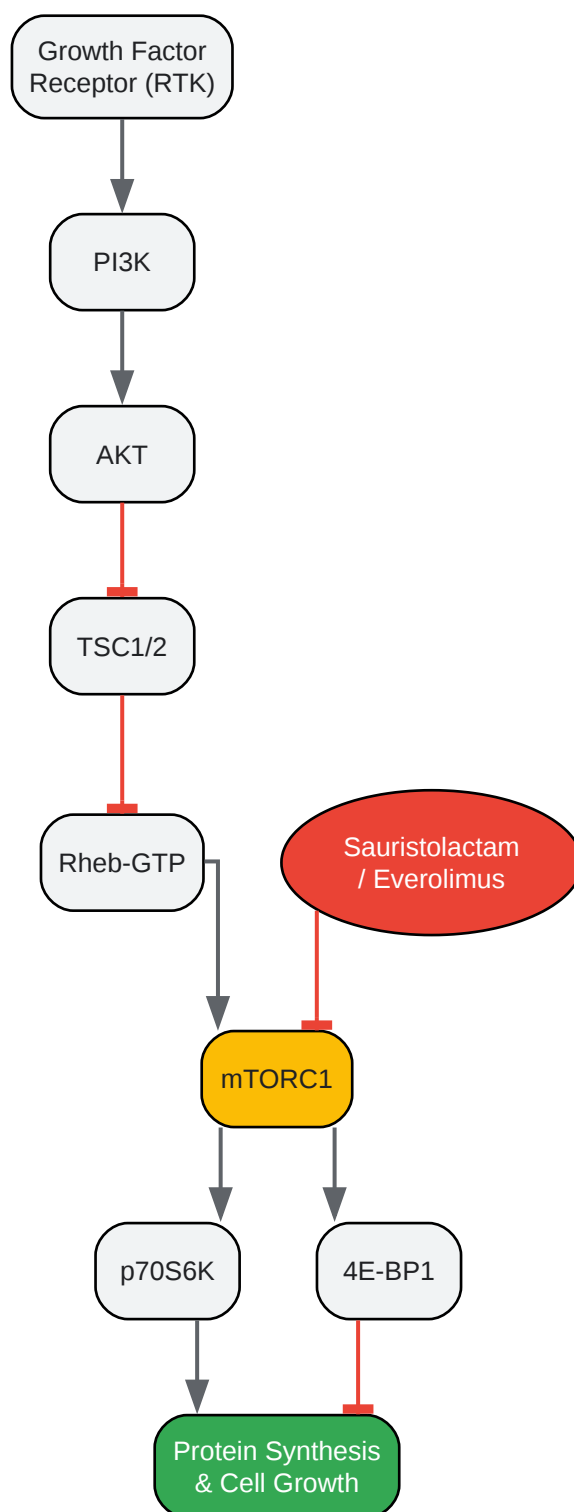 Growth Factor
Receptor (RTK)
PI3K
AKT
TSC1/2
Rheb-GTP
Sauristolactam
/ Everolimus
mTORC1
p70S6K
4E-BP1
Protein Synthesis
& Cell Growth